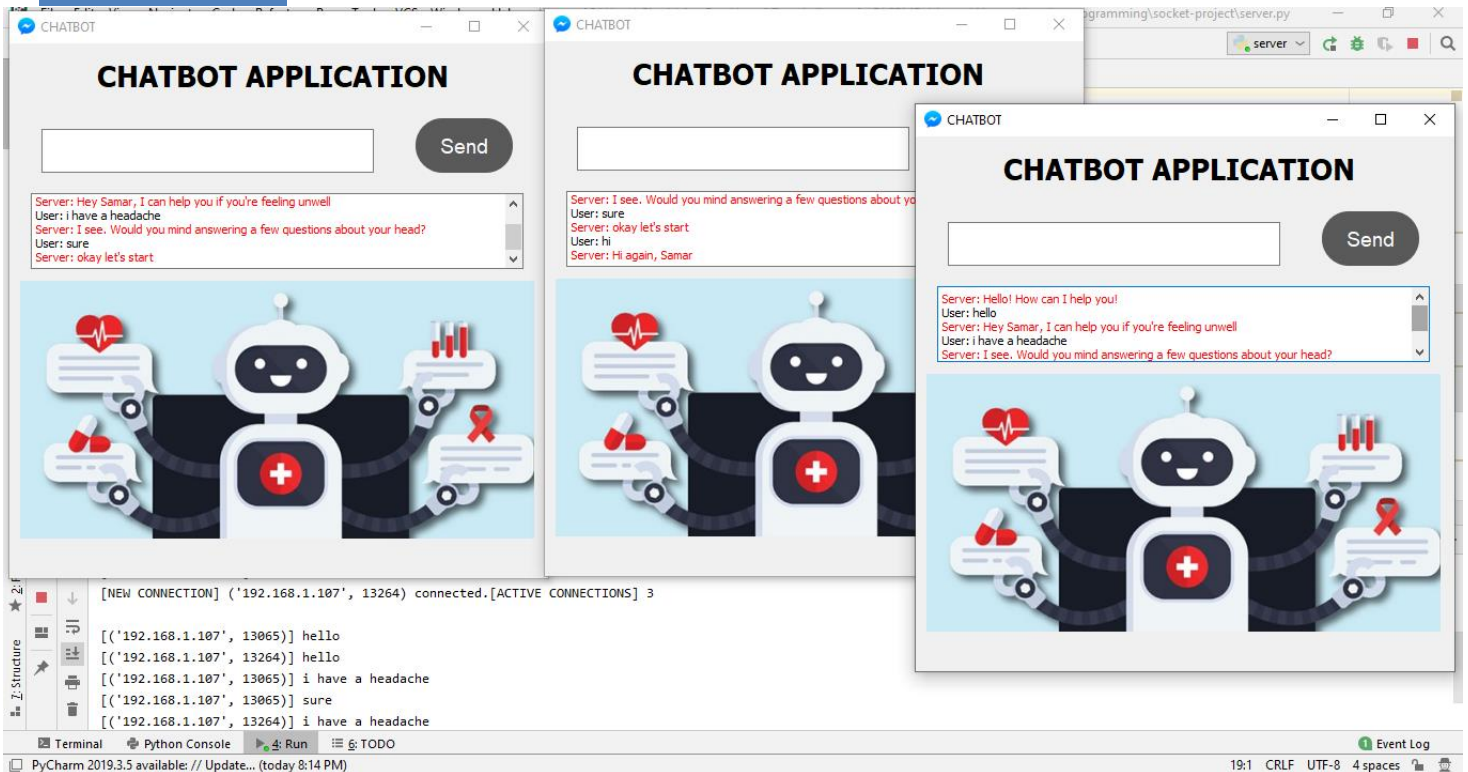 CHATBOT
CHATBOT APPLICATION
Send
Server: Hey Samar, I can help you if you're feeling unwell
User: i have a headache
Server: I see. Would you mind answering a few questions about your head?
User: sure
Server: okay let's start
CHATBOT
CHATBOT APPLICATION
Server: I see. Would you mind answering a few questions about yo
User: sure
Server: okay let's start
User: hi
Server: Hi again, Samar
ogramming\socket-project\server.py
server
CHATBOT
CHATBOT APPLICATION
Send
Server: Hello! How can I help you!
User: hello
Server: Hey Samar, I can help you if you're feeling unwell
User: i have a headache
Server: I see. Would you mind answering a few questions about your head?
[NEW CONNECTION] ('192.168.1.107', 13264) connected.[ACTIVE CONNECTIONS] 3
[('192.168.1.107', 13065)] hello
[('192.168.1.107', 13264)] hello
[('192.168.1.107', 13065)] i have a headache
[('192.168.1.107', 13065)] sure
[('192.168.1.107', 13264)] i have a headache
7: Structure
Terminal Python Console 4: Run 6: TODO
1 Event Log
PyCharm 2019.3.5 available: // Update... (today 8:14 PM)
19:1 CRLF UTF-8 4 spaces